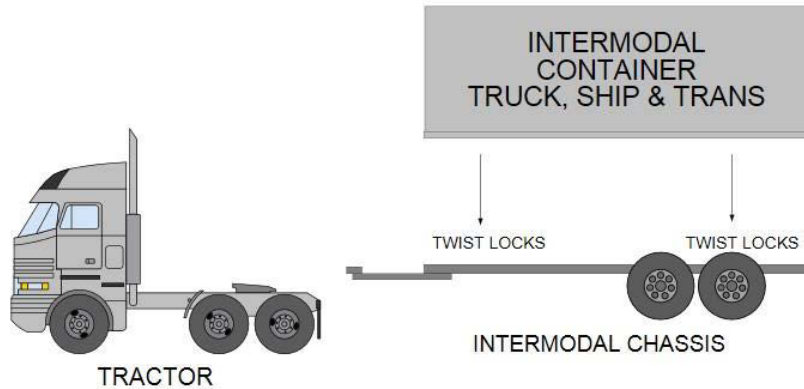 INTERMODAL
CONTAINER
TRUCK, SHIP & TRANS
TWIST LOCKS
TWIST LOCKS
INTERMODAL CHASSIS
TRACTOR